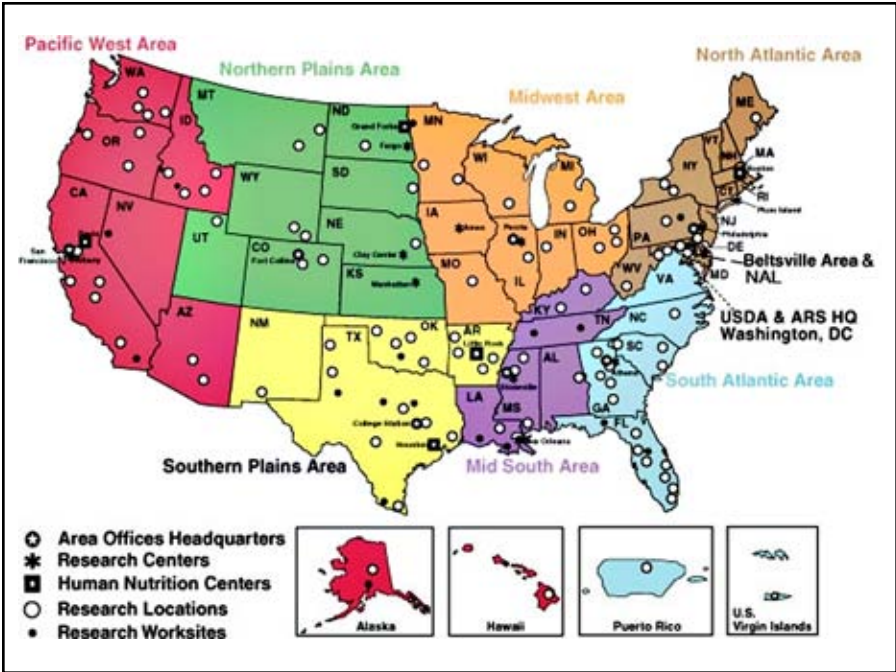 Pacific West Area
Northern Plains Area
Midwest Area
North Atlantic Area
WA
MT
ND
MN
ME
Grand Forks
Fargo
OR
ID
WI
MI
VT
NH
NY
MA
Boston
CT
RI
Plum Island
SD
WY
CA
NV
IA
Ames
NE
PA
NJ
Philadelphia
DE
MD
Beltsville Area &
NAL
UT
CO
Fort Collins
Clay Center
Peoria
IL
IN
OH
WV
VA
San
Francisco
KS
Manhattan
MO
KY
USDA & ARS HQ
Washington, DC
AZ
NM
TX
OK
AR
Little Rock
TN
NC
SC
South Atlantic Area
MS
AL
GA
LA
FL
College Station
Houston
New Orleans
Southern Plains Area
Mid South Area
Area Offices Headquarters
Research Centers
Human Nutrition Centers
Research Locations
Research Worksites
Alaska
Hawaii
Puerto Rico
U.S.
Virgin Islands